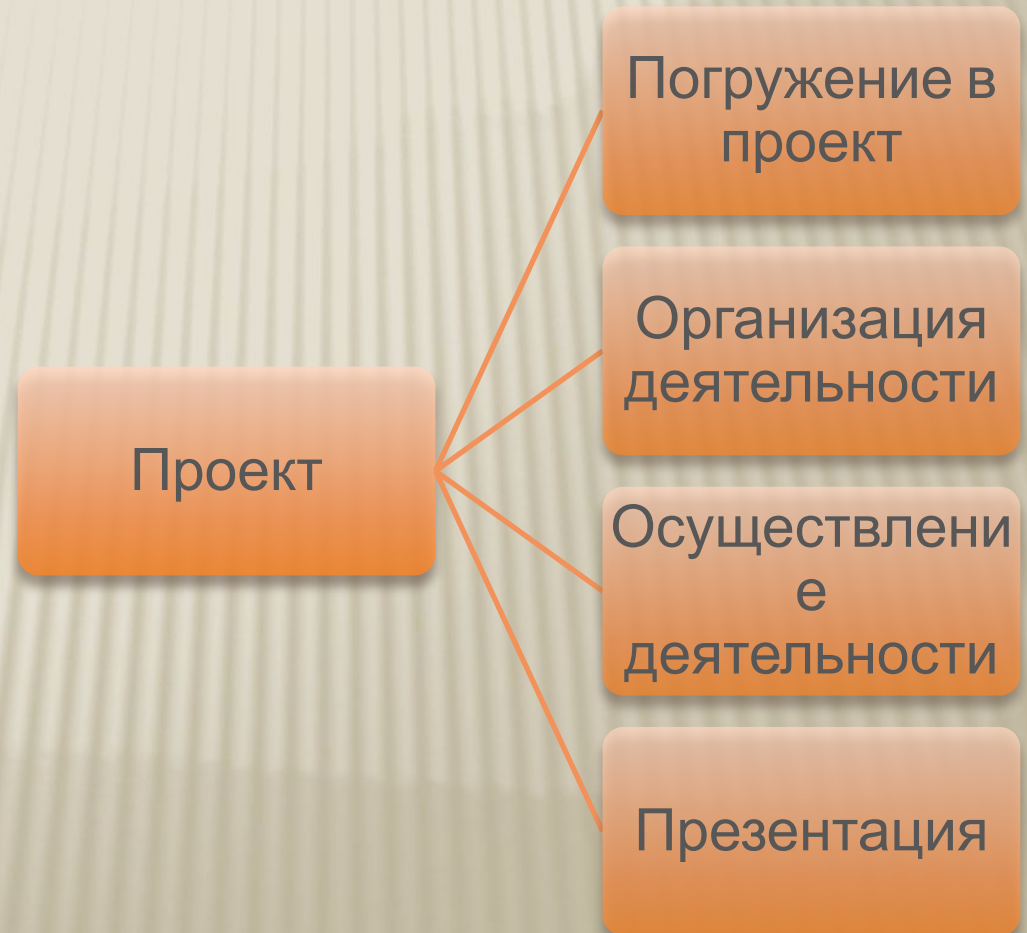 Погружение в
проект
Организация
деятельности
Проект
Осуществлени
е
деятельности
Презентация